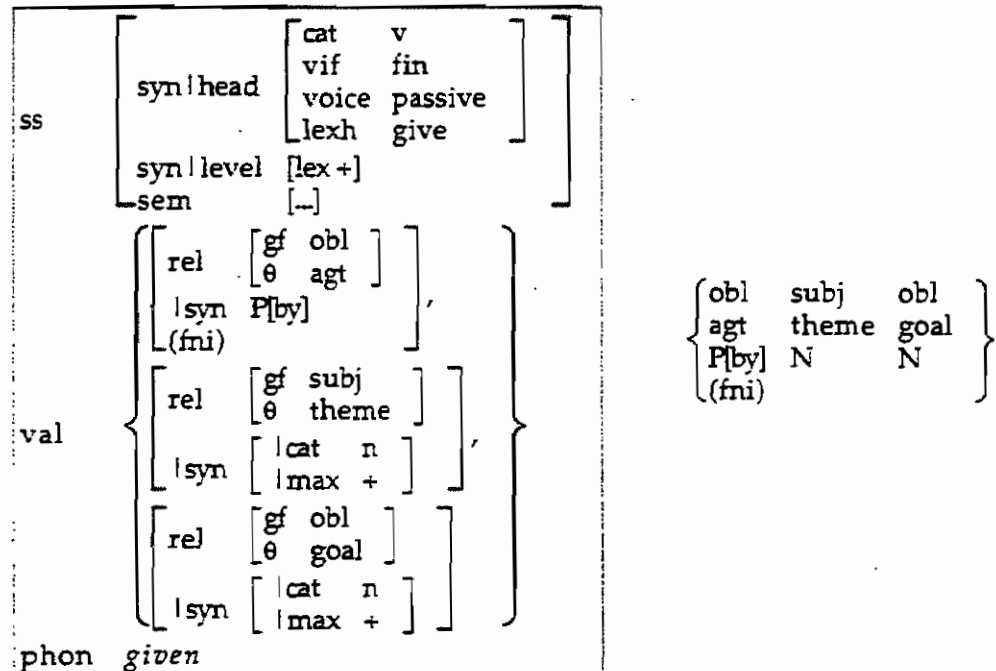 cat v
vif fin
syn|head voice passive
lexh give
ss
syn|level [lex +]
sem [...]
rel gf obl
θ agt
|syn P[by] ,
(fni)
rel gf subj
θ theme
val ,
|syn |cat n
|max +
rel gf obl
θ goal
|syn |cat n
|max +
phon given
obl subj obl
agt theme goal
P[by] N N
(fni)